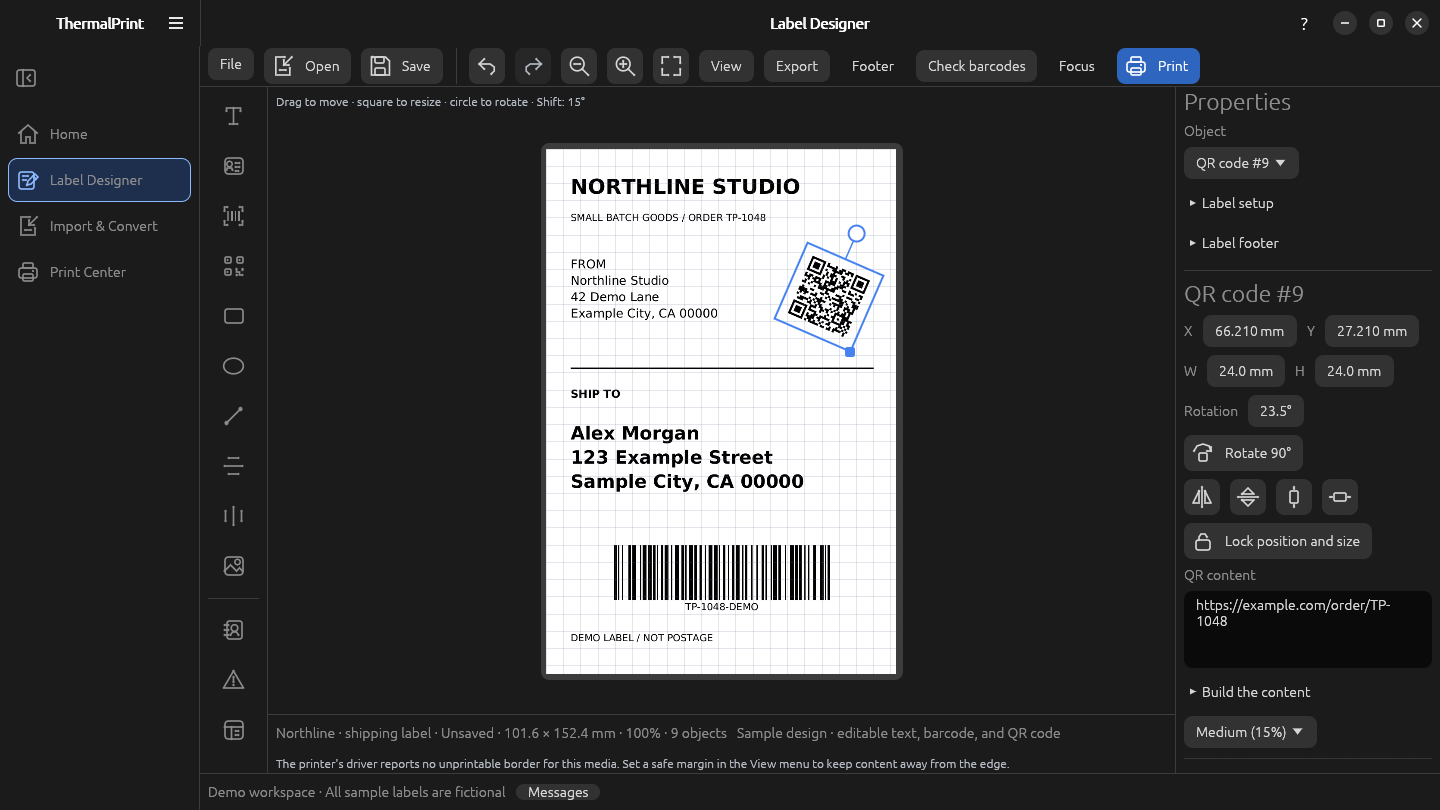 ThermalPrint
Label Designer
?
File
Open
Save
View
Export
Footer
Check barcodes
Focus
Print
Home
Label Designer
Import & Convert
Print Center
Drag to move · square to resize · circle to rotate · Shift: 15°
NORTHLINE STUDIO
SMALL BATCH GOODS / ORDER TP-1048
FROM
Northline Studio
42 Demo Lane
Example City, CA 00000
SHIP TO
Alex Morgan
123 Example Street
Sample City, CA 00000
TP-1048-DEMO
DEMO LABEL / NOT POSTAGE
Properties
Object
QR code #9
Label setup
Label footer
QR code #9
X 66.210 mm Y 27.210 mm
W 24.0 mm H 24.0 mm
Rotation 23.5°
Rotate 90°
Lock position and size
QR content
https://example.com/order/TP-
1048
Build the content
Medium (15%)
Northline · shipping label · Unsaved · 101.6 × 152.4 mm · 100% · 9 objects Sample design · editable text, barcode, and QR code
The printer's driver reports no unprintable border for this media. Set a safe margin in the View menu to keep content away from the edge.
Demo workspace · All sample labels are fictional
Messages